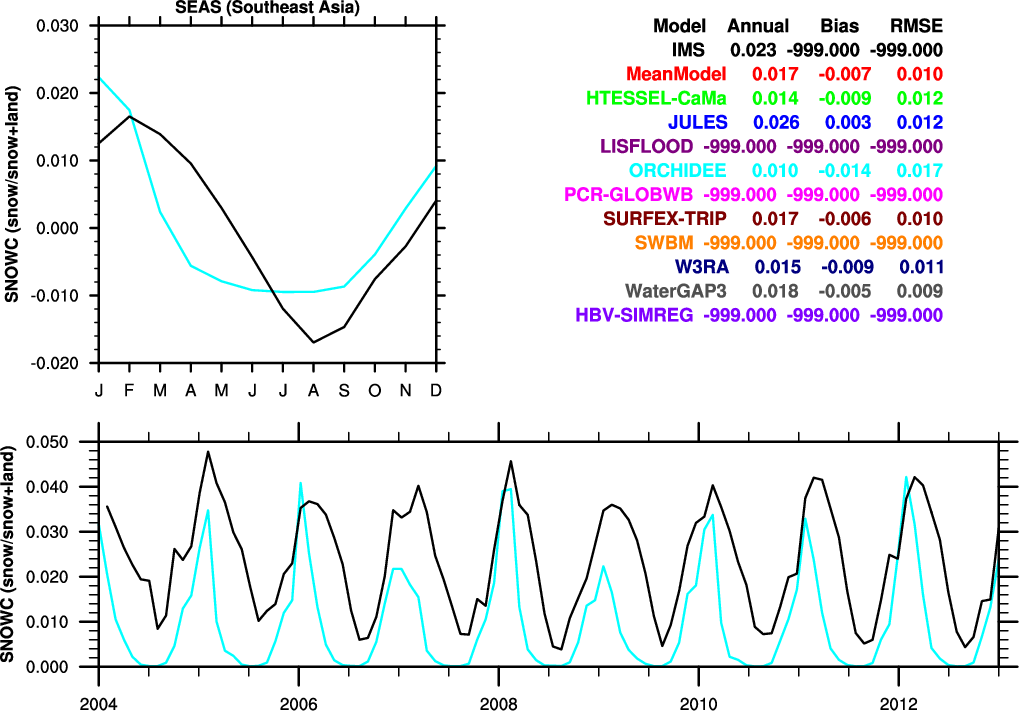 SEAS (Southeast Asia)
0.030
0.020
0.010
0.000
-0.010
-0.020
SNOWC (snow/snow+land)
J F M A M J J A S O N D
Model Annual Bias RMSE
IMS 0.023 -999.000 -999.000
MeanModel 0.017 -0.007 0.010
HTESSEL-CaMa 0.014 -0.009 0.012
JULES 0.026 0.003 0.012
LISFLOOD -999.000 -999.000 -999.000
ORCHIDEE 0.010 -0.014 0.017
PCR-GLOBWB -999.000 -999.000 -999.000
SURFEX-TRIP 0.017 -0.006 0.010
SWBM -999.000 -999.000 -999.000
W3RA 0.015 -0.009 0.011
WaterGAP3 0.018 -0.005 0.009
HBV-SIMREG -999.000 -999.000 -999.000
0.050
0.040
0.030
0.020
0.010
0.000
SNOWC (snow/snow+land)
2004 2006 2008 2010 2012